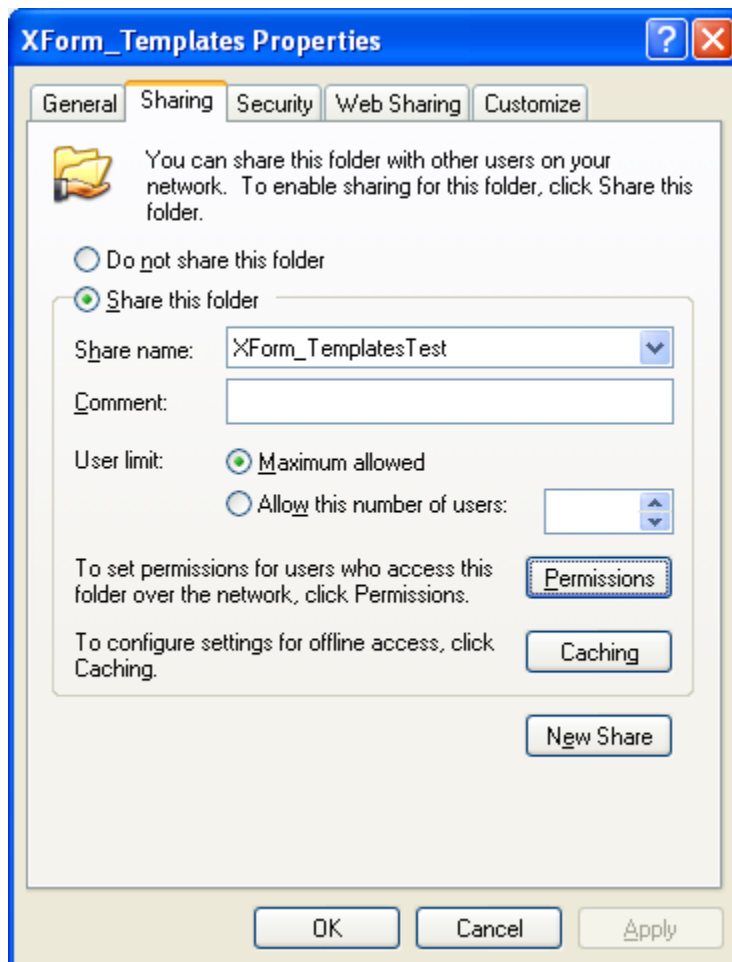 XForm_Templates Properties
General Sharing Security Web Sharing Customize
You can share this folder with other users on your
network. To enable sharing for this folder, click Share this
folder.
Do not share this folder
Share this folder
Share name: XForm_TemplatesTest
Comment:
User limit: Maximum allowed
Allow this number of users:
To set permissions for users who access this
folder over the network, click Permissions.
Permissions
To configure settings for offline access, click
Caching.
Caching
New Share
OK Cancel Apply